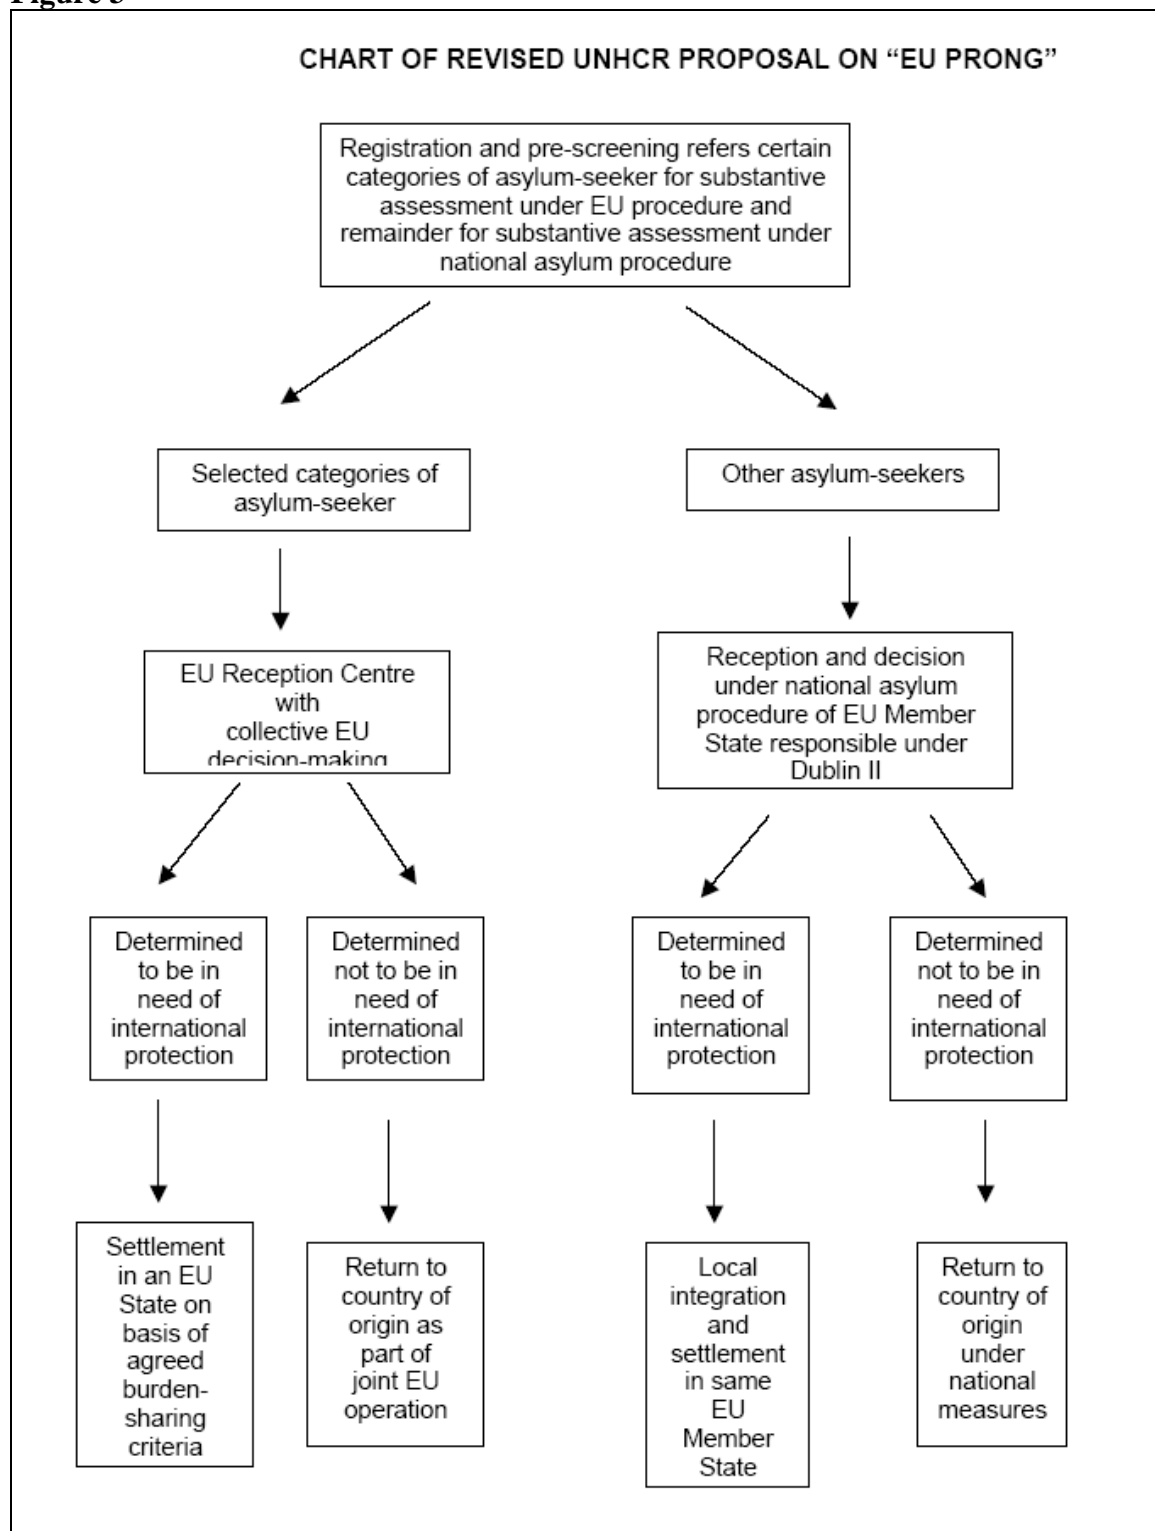 CHART OF REVISED UNHCR PROPOSAL ON “EU PRONG”
Registration and pre-screening refers certain
categories of asylum-seeker for substantive
assessment under EU procedure and
remainder for substantive assessment under
national asylum procedure
Selected categories of
asylum-seeker
Other asylum-seekers
EU Reception Centre
with
collective EU
decision-making
Reception and decision
under national asylum
procedure of EU Member
State responsible under
Dublin II
Determined
to be in
need of
international
protection
Determined
not to be in
need of
international
protection
Determined
to be in
need of
international
protection
Determined
not to be in
need of
international
protection
Settlement
in an EU
State on
basis of
agreed
burden-
sharing
criteria
Return to
country of
origin as
part of
joint EU
operation
Local
integration
and
settlement
in same
EU
Member
State
Return to
country of
origin
under
national
measures